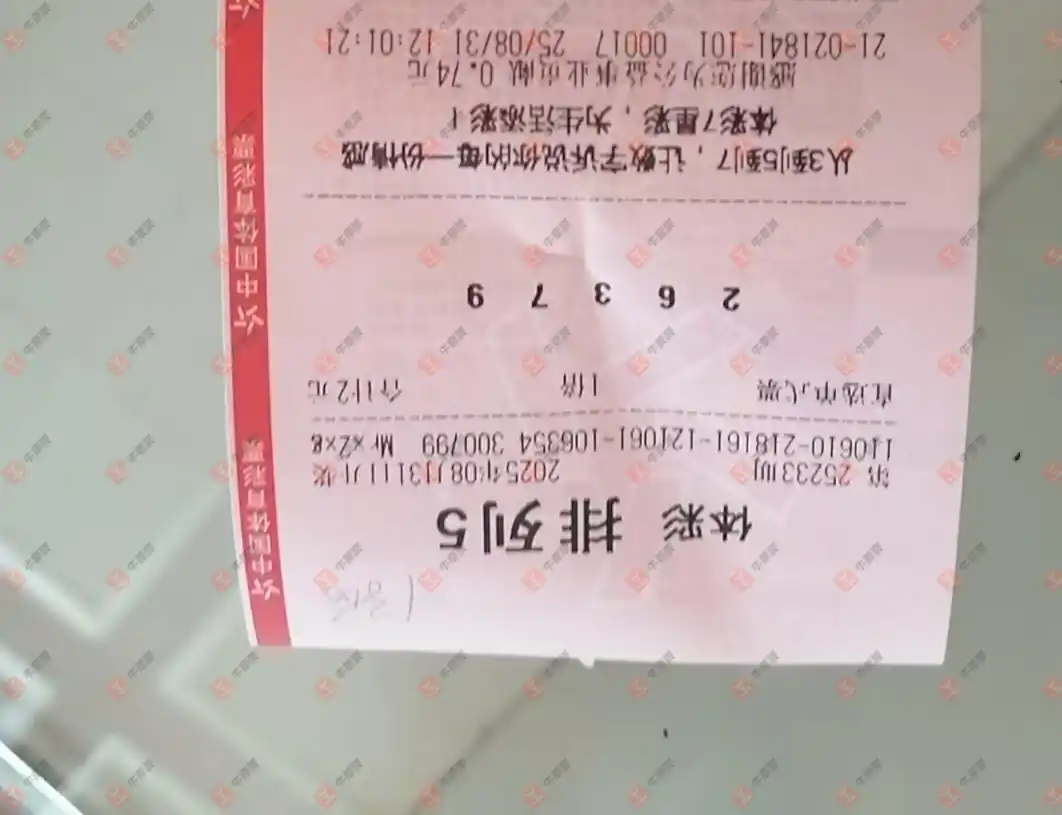 体彩 排列5
第 25233期 2025年08月31日开奖
110610-218161-121061-106354 300799
直选单式票 1倍 合计2元
2 6 3 7 9
从3到5到7，让数字诉说你的每一份情感
体彩7星彩，为生活添彩！
感谢您为公益事业贡献 0.74元
21-021841-101 00017 25/08/31 12:01:21
中国体育彩票
中国体育彩票